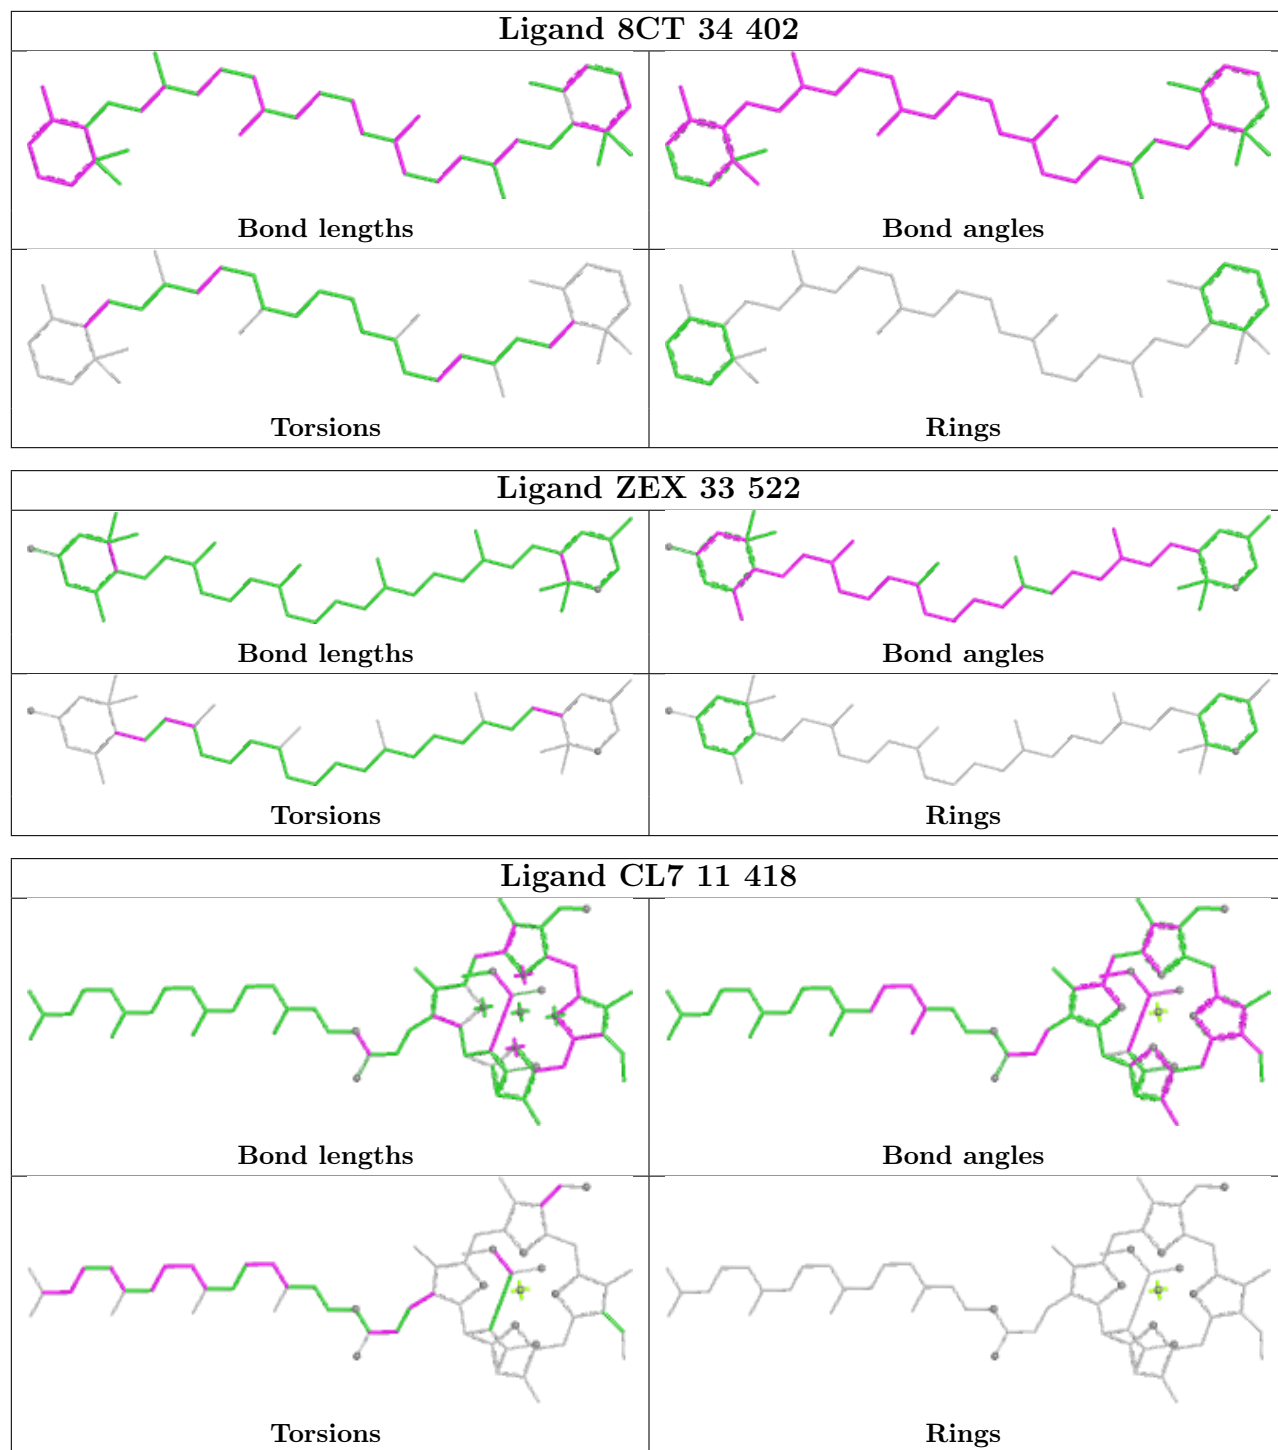 Ligand 8CT 34 402
Bond lengths
Bond angles
Torsions
Rings
Ligand ZEX 33 522
Bond lengths
Bond angles
Torsions
Rings
Ligand CL7 11 418
Bond lengths
Bond angles
Torsions
Rings